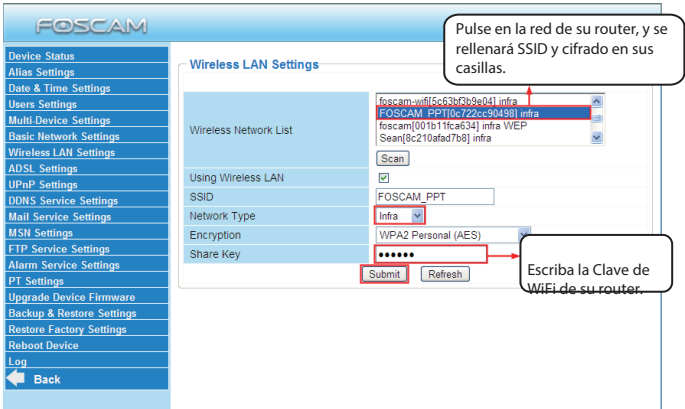 FOSCAM
Pulse en la red de su router, y se
rellenará SSID y cifrado en sus
casillas.
Device Status
Alias Settings
Date & Time Settings
Users Settings
Multi-Device Settings
Basic Network Settings
Wireless LAN Settings
ADSL Settings
UPnP Settings
DDNS Service Settings
Mail Service Settings
MSN Settings
FTP Service Settings
Alarm Service Settings
PT Settings
Upgrade Device Firmware
Backup & Restore Settings
Restore Factory Settings
Reboot Device
Log
Back
Wireless LAN Settings
Wireless Network List
foscam-wifi[5c63bf3b9e04] infra
FOSCAM_PPT[0c722cc90498] infra
foscam[001b11fca634] infra WEP
Sean[8c210afad7b8] infra
Scan
Using Wireless LAN
SSID
FOSCAM_PPT
Network Type
Infra
Encryption
WPA2 Personal (AES)
Share Key
••••••
Submit
Refresh
Escriba la Clave de
WiFi de su router.